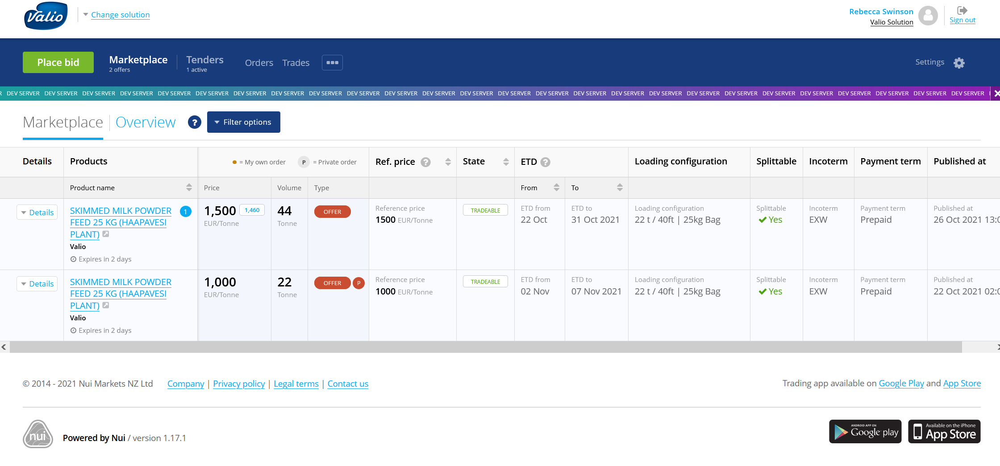 Valio
Change solution
Rebecca Swinson
Valio Solution
Sign out
Place bid
Marketplace
2 offers
Tenders
1 active
Orders
Trades
Settings
DEV SERVER DEV SERVER DEV SERVER DEV SERVER DEV SERVER DEV SERVER DEV SERVER DEV SERVER DEV SERVER DEV SERVER DEV SERVER DEV SERVER DEV SERVER DEV SERVER DEV SERVER DEV SERVER DEV SERVER DEV SERVER DEV SERVER DEV SERVER DEV SERVER DEV SERVER DEV SERVER DEV SERVER DEV SERVER DEV SERVER
Marketplace | Overview ? Filter options
Details Products = My own order P = Private order Ref. price ? State ETD ? Loading configuration Splittable Incoterm Payment term Published at
Product name Price Volume Type From To
Details
SKIMMED MILK POWDER
FEED 25 KG (HAAPAVESI
PLANT)
Valio
Expires in 2 days
1
1,500 1,460
EUR/Tonne
44
Tonne
OFFER
Reference price
1500 EUR/Tonne
TRADEABLE
ETD from
22 Oct
ETD to
31 Oct 2021
Loading configuration
22 t / 40ft | 25kg Bag
Splittable
Yes
Incoterm
EXW
Payment term
Prepaid
Published at
26 Oct 2021 13:0
Details
SKIMMED MILK POWDER
FEED 25 KG (HAAPAVESI
PLANT)
Valio
Expires in 2 days
1,000
EUR/Tonne
22
Tonne
OFFER P
Reference price
1000 EUR/Tonne
TRADEABLE
ETD from
02 Nov
ETD to
07 Nov 2021
Loading configuration
22 t / 40ft | 25kg Bag
Splittable
Yes
Incoterm
EXW
Payment term
Prepaid
Published at
22 Oct 2021 02:0
© 2014 - 2021 Nui Markets NZ Ltd Company | Privacy policy | Legal terms | Contact us
Trading app available on Google Play and App Store
nui
Powered by Nui / version 1.17.1
ANDROID APP ON
Google play
Available on the iPhone
App Store